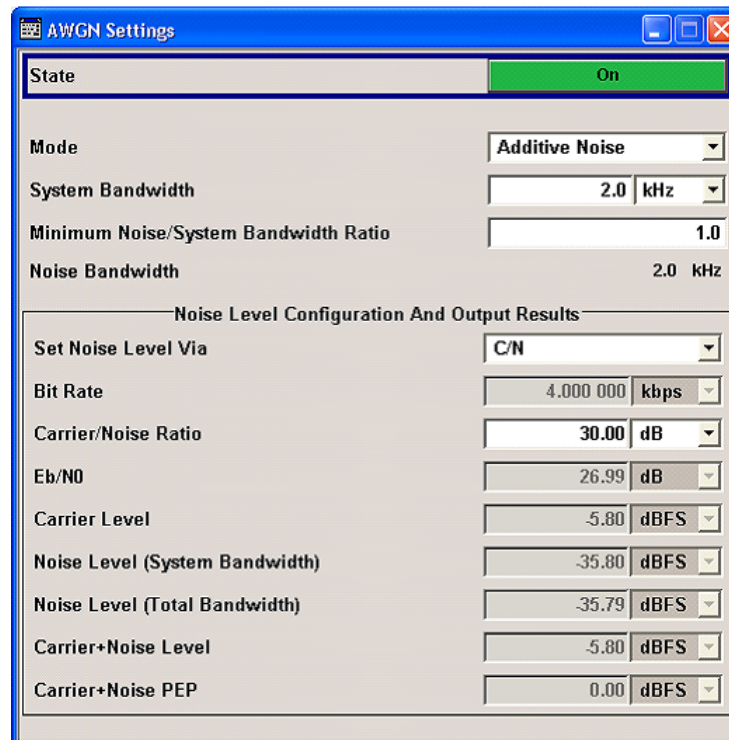 AWGN Settings
State On
Mode Additive Noise
System Bandwidth 2.0 kHz
Minimum Noise/System Bandwidth Ratio 1.0
Noise Bandwidth 2.0 kHz
Noise Level Configuration And Output Results
Set Noise Level Via C/N
Bit Rate 4.000 000 kbps
Carrier/Noise Ratio 30.00 dB
Eb/N0 26.99 dB
Carrier Level -5.80 dBFS
Noise Level (System Bandwidth) -35.80 dBFS
Noise Level (Total Bandwidth) -35.79 dBFS
Carrier+Noise Level -5.80 dBFS
Carrier+Noise PEP 0.00 dBFS